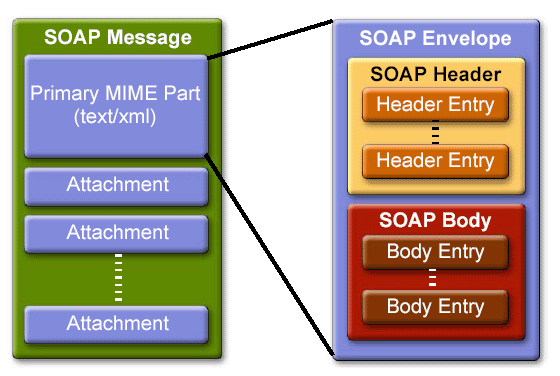 SOAP Message
Primary MIME Part
(text/xml)
Attachment
Attachment
Attachment
SOAP Envelope
SOAP Header
Header Entry
Header Entry
SOAP Body
Body Entry
Body Entry